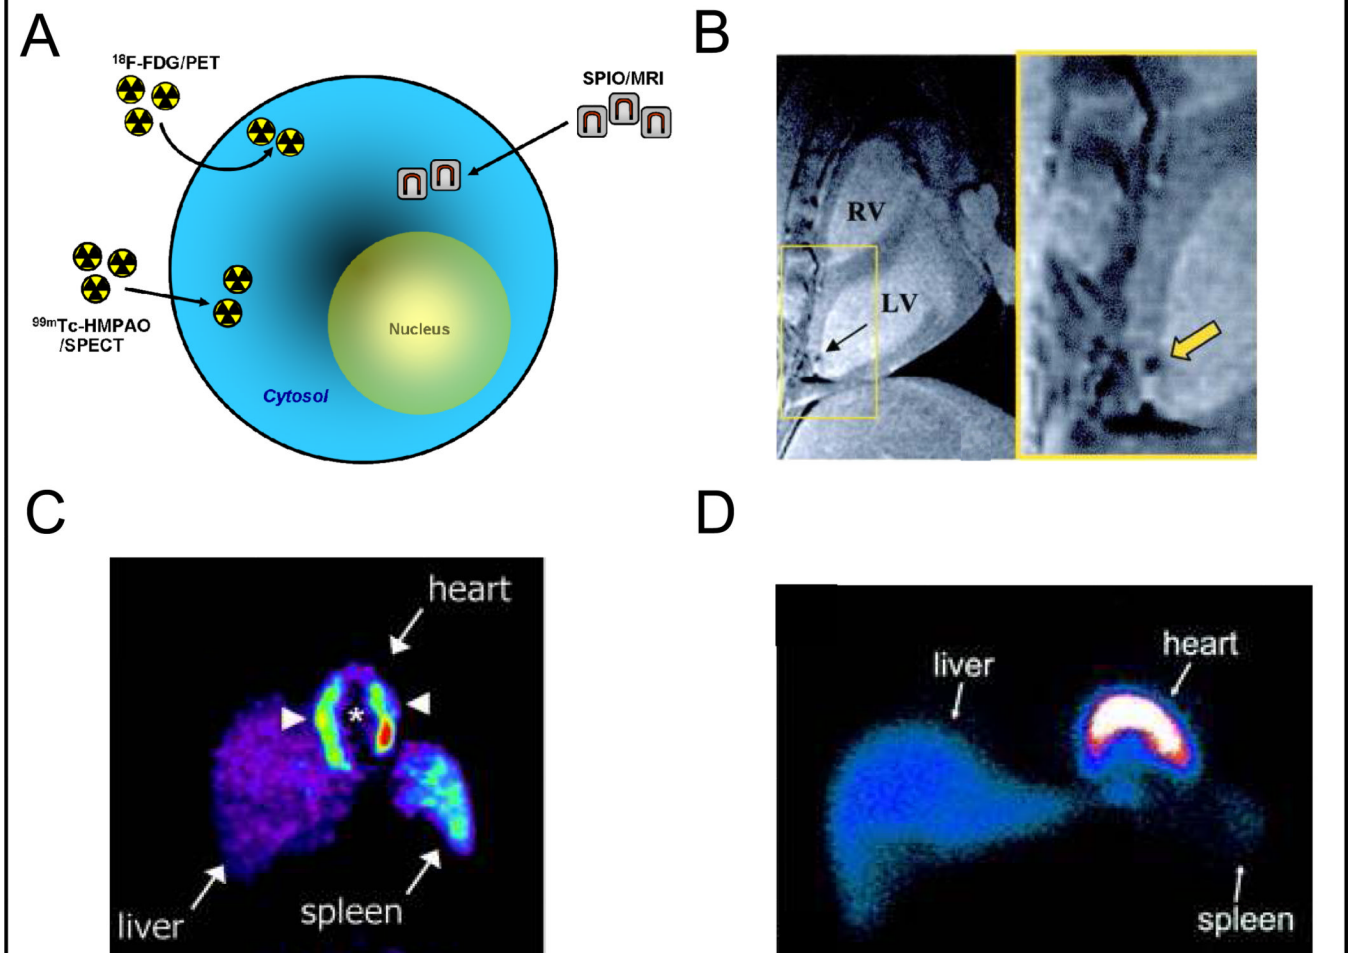 A
¹⁸F-FDG/PET
SPIO/MRI
Nucleus
⁹⁹ᵐTc-HMPAO
/SPECT
Cytosol
B
RV
LV
C
heart
*
liver
spleen
D
liver
heart
spleen